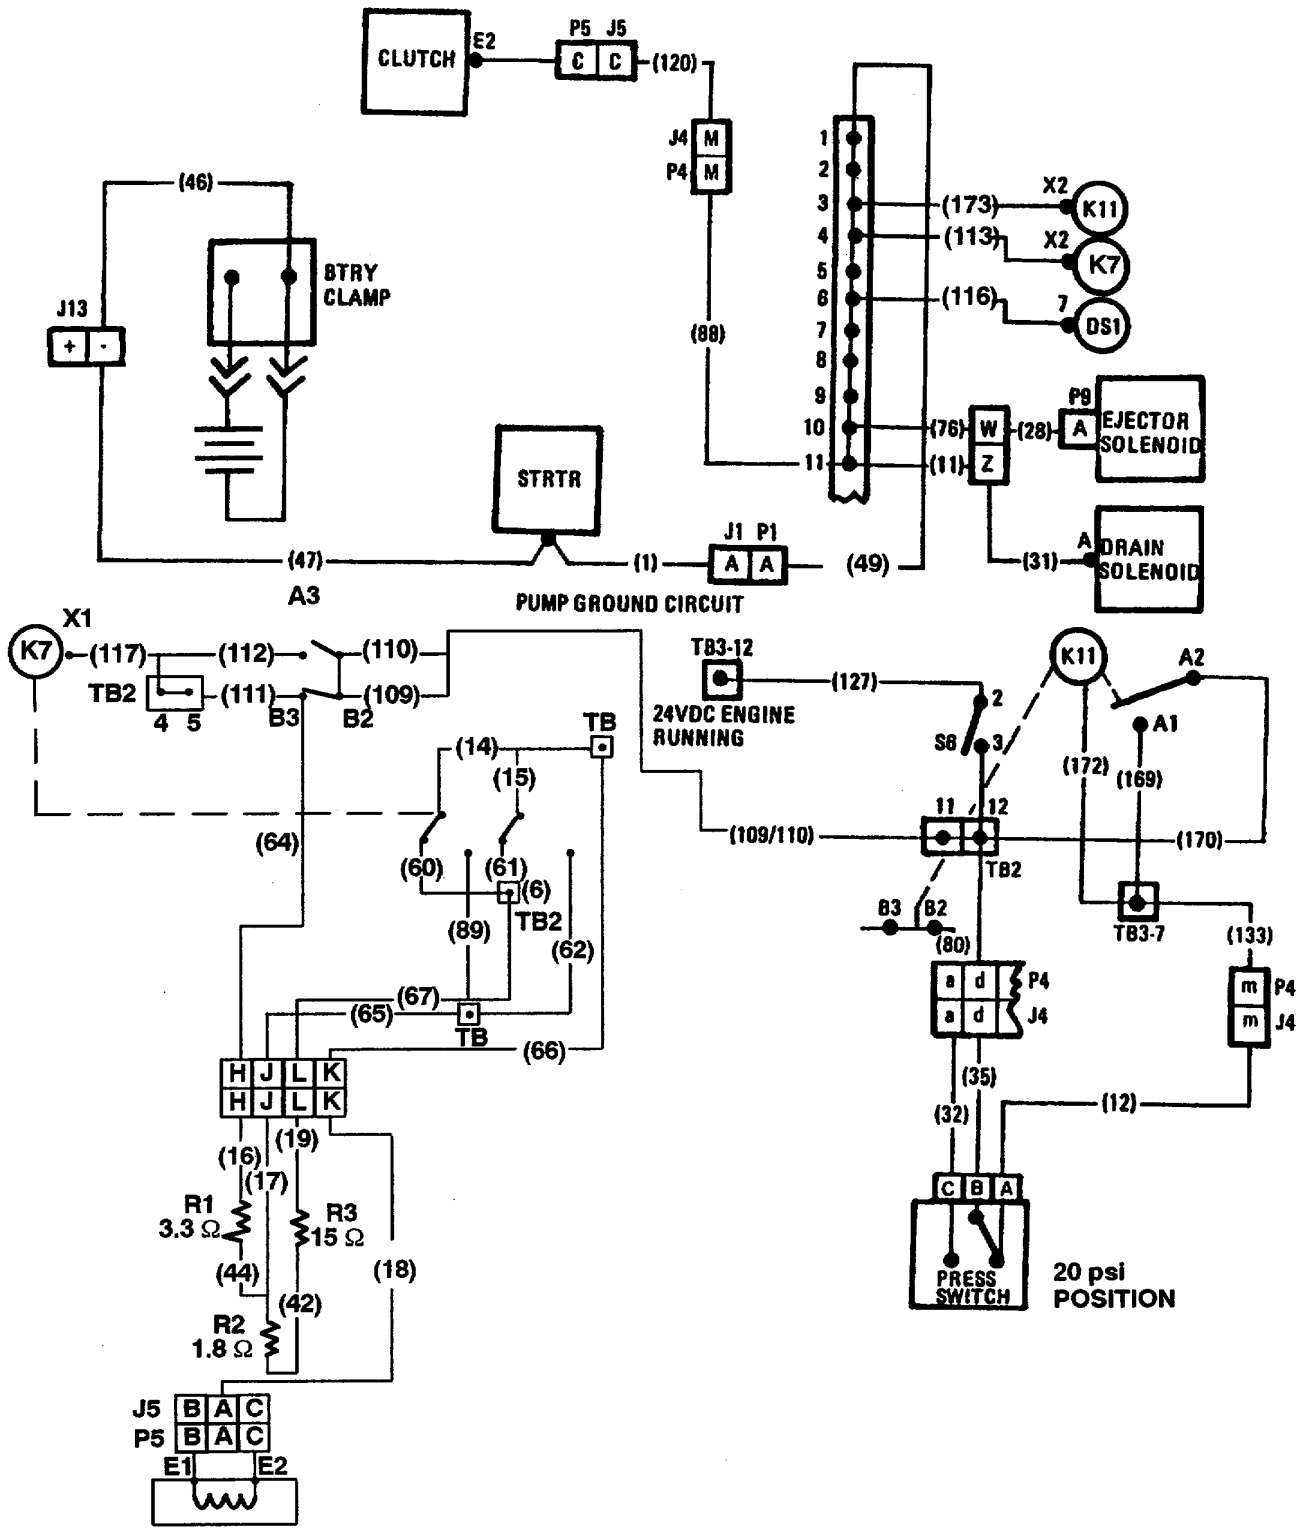 CLUTCH
E2
P5 J5
C C
(120)
J4 M
P4 M
(88)
(46)
BTRY
CLAMP
J13
+ -
1
2
3
4
5
6
7
8
9
10
11
(173)
X2
K11
(113)
X2
K7
(116)
7
DS1
(76)
W
(28)
P9
A
EJECTOR
SOLENOID
(11)
Z
(31)
A
DRAIN
SOLENOID
STRTR
J1 P1
A A
(47)
(1)
(49)
A3
PUMP GROUND CIRCUIT
X1
K7
(117)
(112)
(110)
TB2
(111)
(109)
4 5
B3
B2
TB
(14)
(15)
(64)
(60)
(61)
(6)
TB2
(89)
(62)
(67)
(65)
TB
(66)
H J L K
H J L K
(16)
(17)
(19)
R1
3.3 Ω
R3
15 Ω
(44)
(42)
(18)
R2
1.8 Ω
J5 B A C
P5 B A C
E1
E2
TB3-12
24VDC ENGINE
RUNNING
(127)
2
S6
3
K11
A2
A1
(172)
(169)
11
12
(109/110)
(170)
TB2
B3 B2
(80)
TB3-7
(133)
a d P4
a d J4
m P4
m J4
(35)
(32)
(12)
C B A
PRESS
SWITCH
20 psi
POSITION